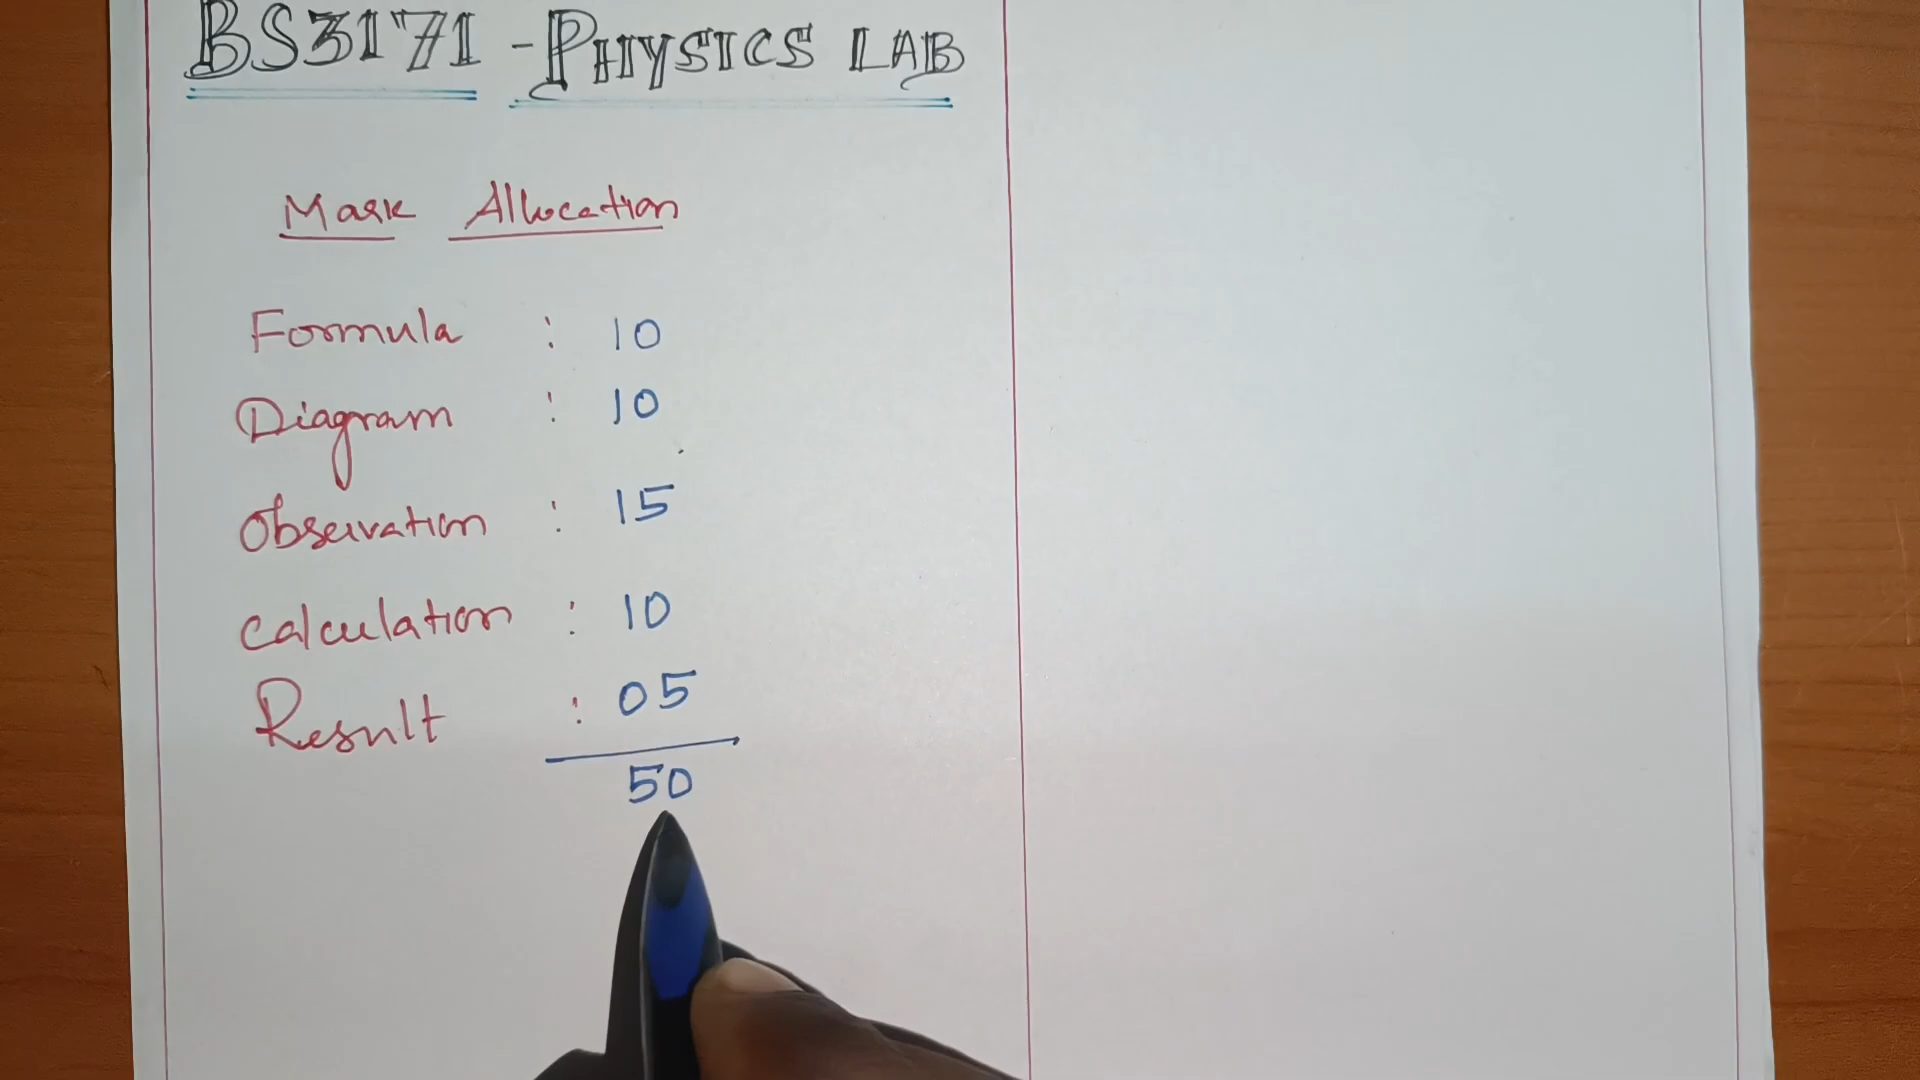 BS3171 - PHYSICS LAB
Mark Allocation
Formula : 10
Diagram : 10
Observation : 15
Calculation : 10
Result : 05
50